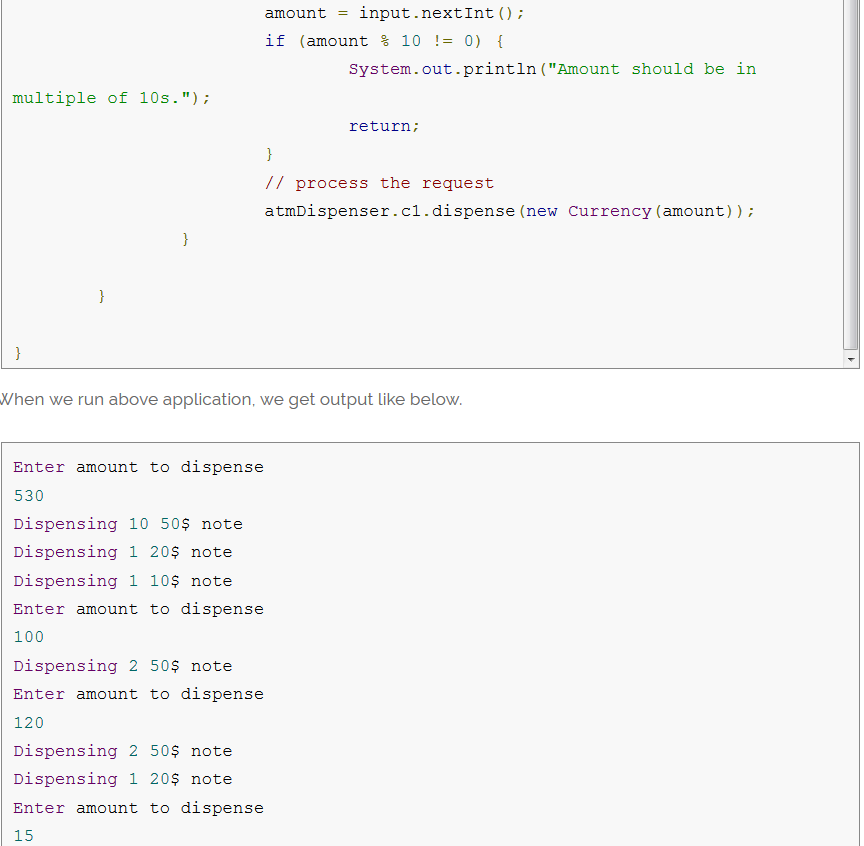 amount = input.nextInt();
if (amount % 10 != 0) {
System.out.println("Amount should be in
multiple of 10s.");
return;
}
// process the request
atmDispenser.c1.dispense(new Currency(amount));
}
}
}
When we run above application, we get output like below.
Enter amount to dispense
530
Dispensing 10 50$ note
Dispensing 1 20$ note
Dispensing 1 10$ note
Enter amount to dispense
100
Dispensing 2 50$ note
Enter amount to dispense
120
Dispensing 2 50$ note
Dispensing 1 20$ note
Enter amount to dispense
15